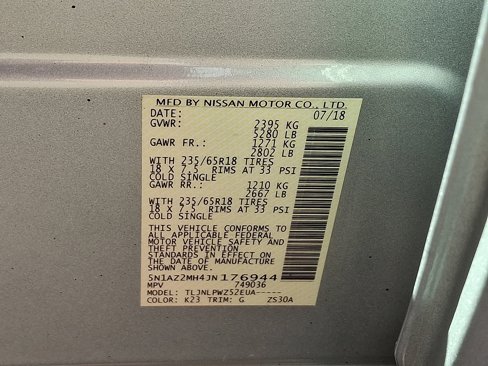 MFD BY NISSAN MOTOR CO., LTD.
DATE: 07/18
GVWR: 2395 KG
5280 LB
GAWR FR.: 1271 KG
2802 LB
WITH 235/65R18 TIRES
18 X 7.5 RIMS AT 33 PSI
COLD SINGLE
GAWR RR.: 1210 KG
2667 LB
WITH 235/65R18 TIRES
18 X 7.5 RIMS AT 33 PSI
COLD SINGLE
THIS VEHICLE CONFORMS TO
ALL APPLICABLE FEDERAL
MOTOR VEHICLE SAFETY AND
THEFT PREVENTION
STANDARDS IN EFFECT ON
THE DATE OF MANUFACTURE
SHOWN ABOVE.
5N1AZ2MH4JN176944
MPV 749036
MODEL: TLJNLPWZ52EUA-----
COLOR: K23 TRIM: G ZS30A